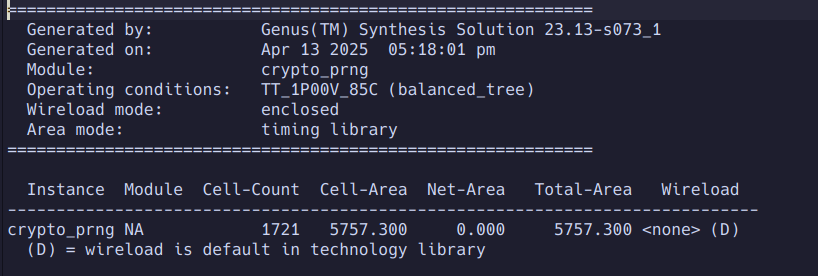 ============================================================
  Generated by:           Genus(TM) Synthesis Solution 23.13-s073_1
  Generated on:           Apr 13 2025  05:18:01 pm
  Module:                 crypto_prng
  Operating conditions:   TT_1P00V_85C (balanced_tree)
  Wireload mode:          enclosed
  Area mode:              timing library
============================================================
  Instance  Module  Cell-Count  Cell-Area  Net-Area   Total-Area   Wireload
-----------------------------------------------------------------------------
crypto_prng NA            1721   5757.300     0.000     5757.300 <none> (D)
  (D) = wireload is default in technology library